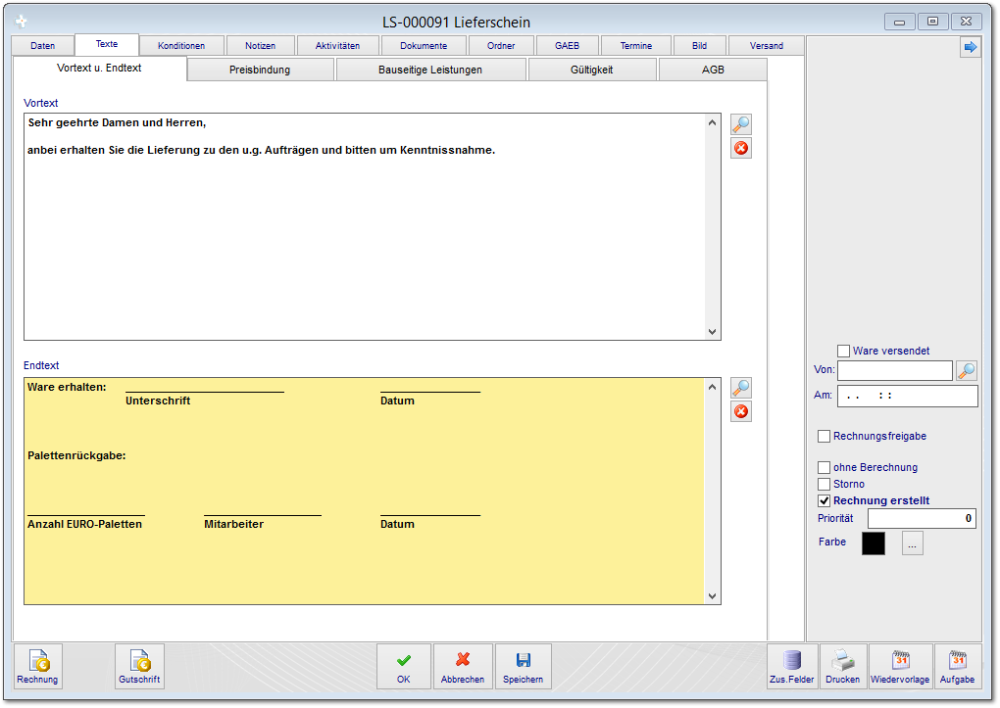 LS-000091 Lieferschein
Daten Texte Konditionen Notizen Aktivitäten Dokumente Ordner GAEB Termine Bild Versand
Vortext u. Endtext Preisbindung Bauseitige Leistungen Gültigkeit AGB
Vortext
Sehr geehrte Damen und Herren,
anbei erhalten Sie die Lieferung zu den u.g. Aufträgen und bitten um Kenntnissnahme.
Endtext
Ware erhalten:
Unterschrift Datum
Palettenrückgabe:
Anzahl EURO-Paletten Mitarbeiter Datum
Ware versendet
Von:
Am: . . : :
Rechnungsfreigabe
ohne Berechnung
Storno
Rechnung erstellt
Priorität 0
Farbe ...
Rechnung Gutschrift OK Abbrechen Speichern Zus.Felder Drucken 31 Wiedervorlage 31 Aufgabe